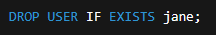 DROP USER IF EXISTS jane;